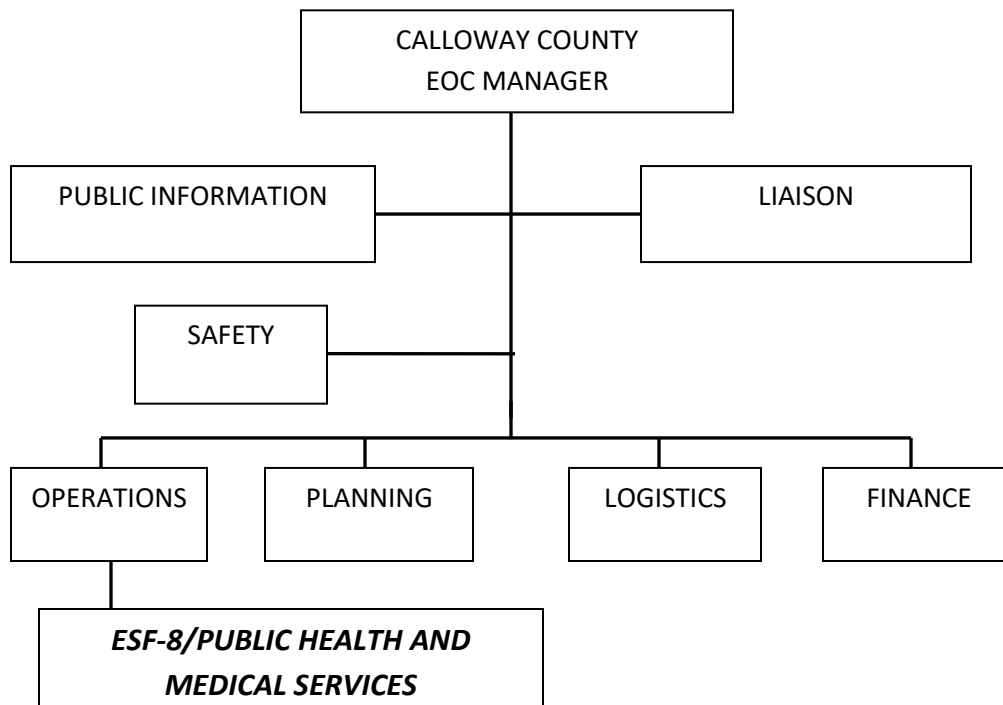 CALLOWAY COUNTY
EOC MANAGER
PUBLIC INFORMATION
LIAISON
SAFETY
OPERATIONS
PLANNING
LOGISTICS
FINANCE
ESF-8/PUBLIC HEALTH AND
MEDICAL SERVICES